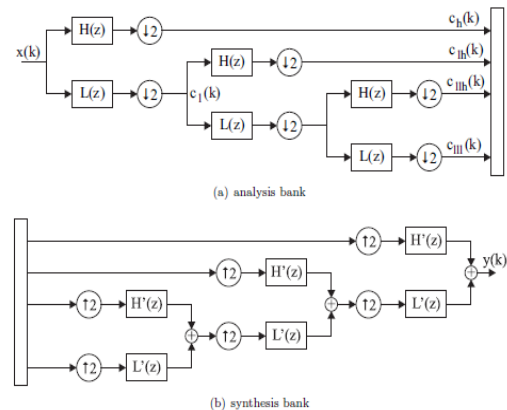 H(z) ↓2 c_h(k)
x(k)
H(z) ↓2 c_lh(k)
L(z) ↓2 c_l(k)
H(z) ↓2 c_llh(k)
L(z) ↓2
L(z) ↓2 c_lll(k)
(a) analysis bank
↑2 H'(z)
y(k)
↑2 H'(z) +
↑2 H'(z) + ↑2 L'(z)
+ ↑2 L'(z)
↑2 L'(z)
(b) synthesis bank